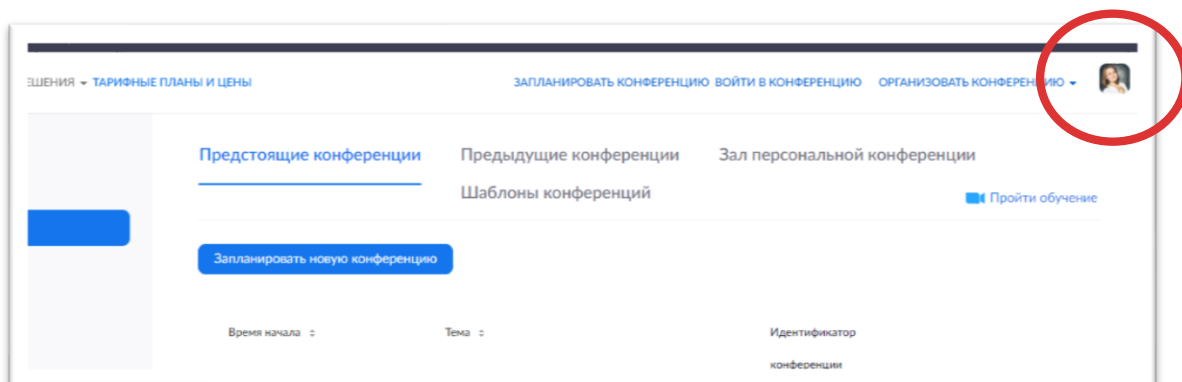 ЕШЕНИЯ ТАРИФНЫЕ ПЛАНЫ И ЦЕНЫ ЗАПЛАНИРОВАТЬ КОНФЕРЕНЦИЮ ВОЙТИ В КОНФЕРЕНЦИЮ ОРГАНИЗОВАТЬ КОНФЕРЕНЦИЮ
Предстоящие конференции Предыдущие конференции Зал персональной конференции
Шаблоны конференций
Пройти обучение
Запланировать новую конференцию
Время начала Тема Идентификатор
конференции